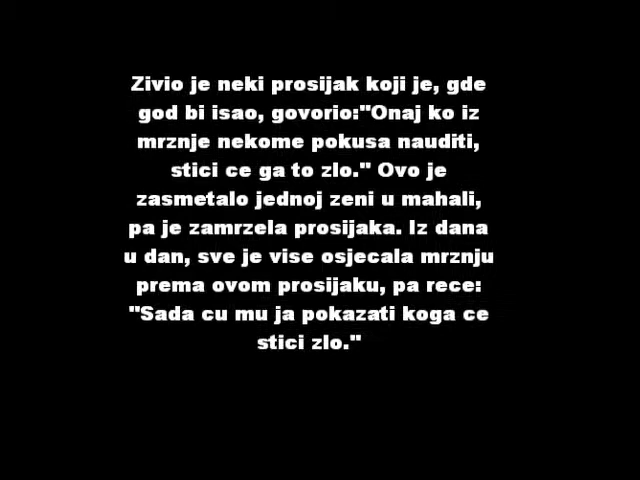 Zivio je neki prosijak koji je, gde
god bi isao, govorio:"Onaj ko iz
mrznje nekome pokusa nauditi,
stici ce ga to zlo." Ovo je
zasmetalo jednoj zeni u mahali,
pa je zamrzela prosijaka. Iz dana
u dan, sve je vise osjecala mrznju
prema ovom prosijaku, pa rece:
"Sada cu mu ja pokazati koga ce
stici zlo."